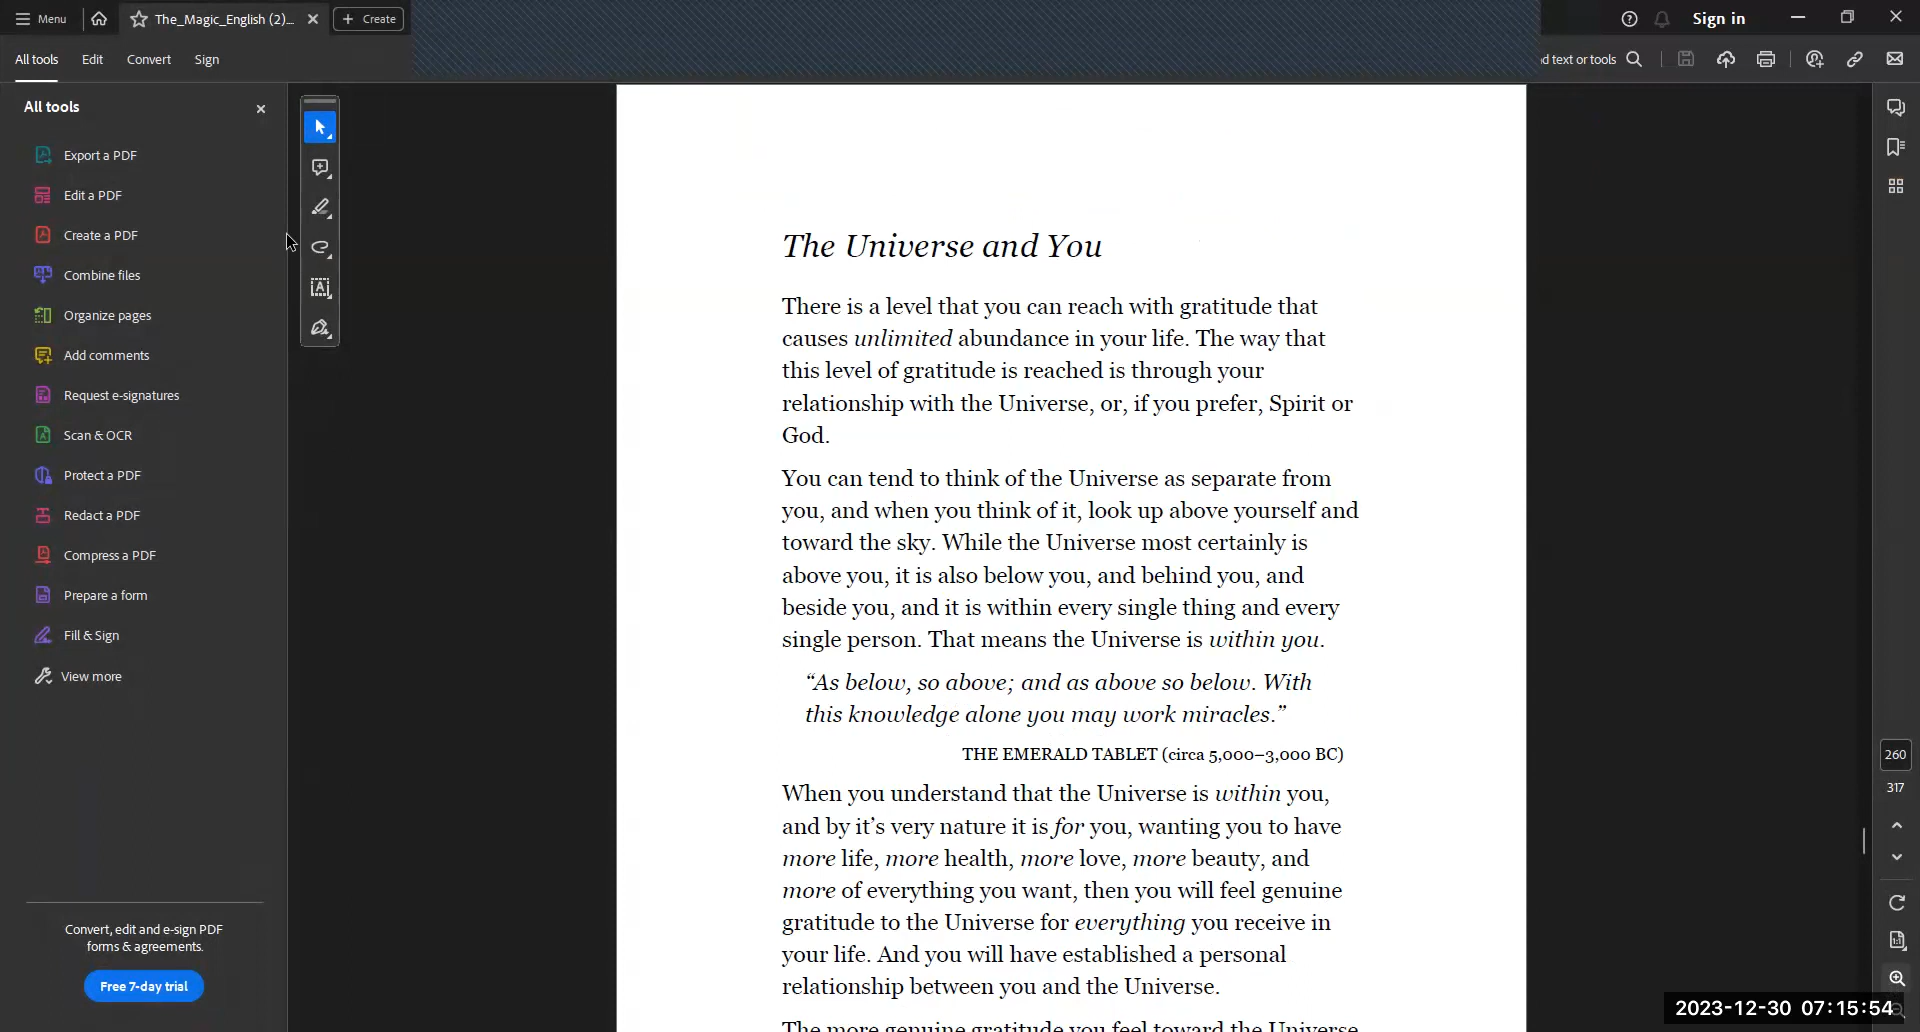 Menu
The_Magic_English (2)...
Create
Sign in
All tools
Edit
Convert
Sign
d text or tools
All tools
Export a PDF
Edit a PDF
Create a PDF
Combine files
Organize pages
Add comments
Request e-signatures
Scan & OCR
Protect a PDF
Redact a PDF
Compress a PDF
Prepare a form
Fill & Sign
View more
Convert, edit and e-sign PDF
forms & agreements.
Free 7-day trial
The Universe and You
There is a level that you can reach with gratitude that
causes unlimited abundance in your life. The way that
this level of gratitude is reached is through your
relationship with the Universe, or, if you prefer, Spirit or
God.
You can tend to think of the Universe as separate from
you, and when you think of it, look up above yourself and
toward the sky. While the Universe most certainly is
above you, it is also below you, and behind you, and
beside you, and it is within every single thing and every
single person. That means the Universe is within you.
“As below, so above; and as above so below. With
this knowledge alone you may work miracles.”
THE EMERALD TABLET (circa 5,000–3,000 BC)
When you understand that the Universe is within you,
and by it’s very nature it is for you, wanting you to have
more life, more health, more love, more beauty, and
more of everything you want, then you will feel genuine
gratitude to the Universe for everything you receive in
your life. And you will have established a personal
relationship between you and the Universe.
The more genuine gratitude you feel toward the Universe
260
317
2023-12-30 07:15:54